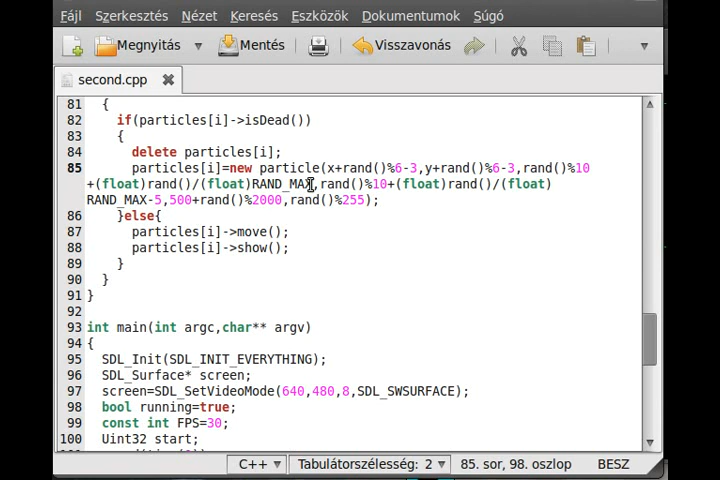 Fájl Szerkesztés Nézet Keresés Eszközök Dokumentumok Súgó
Megnyitás Mentés Visszavonás
second.cpp
81 {
82 if(particles[i]->isDead())
83 {
84 delete particles[i];
85 particles[i]=new particle(x+rand()%6-3,y+rand()%6-3,rand()%10
+(float)rand()/(float)RAND_MAX,rand()%10+(float)rand()/(float)
RAND_MAX-5,500+rand()%2000,rand()%255);
86 }else{
87 particles[i]->move();
88 particles[i]->show();
89 }
90 }
91 }
92
93 int main(int argc,char** argv)
94 {
95 SDL_Init(SDL_INIT_EVERYTHING);
96 SDL_Surface* screen;
97 screen=SDL_SetVideoMode(640,480,8,SDL_SWSURFACE);
98 bool running=true;
99 const int FPS=30;
100 Uint32 start;
C++ Tabulátorszélesség: 2 85. sor, 98. oszlop BESZ